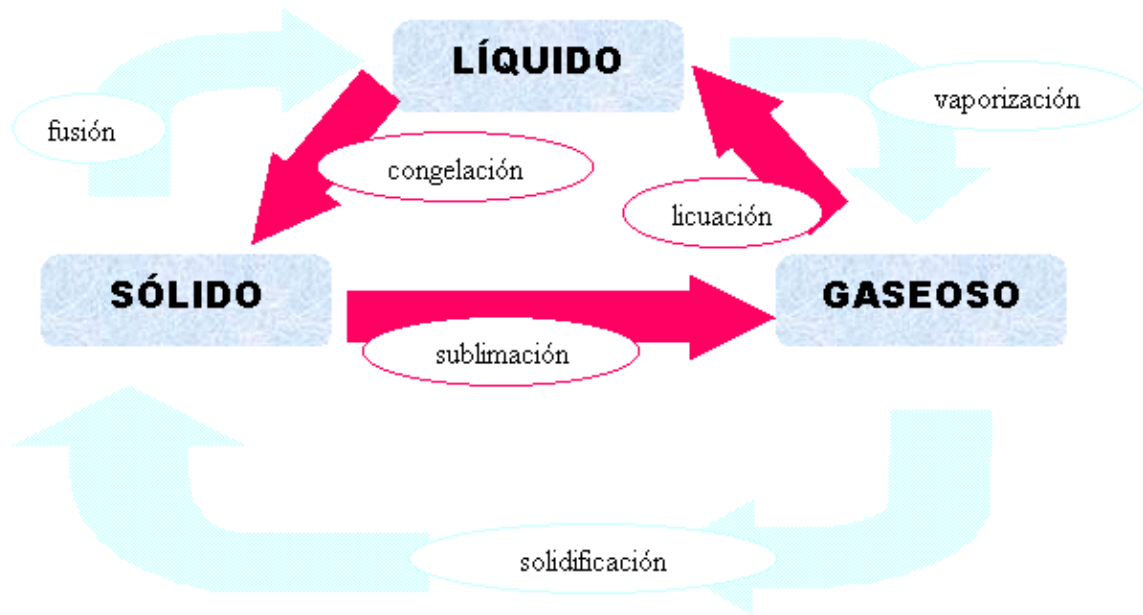 LÍQUIDO
vaporización
fusión
congelación
licuación
SÓLIDO
GASEOSO
sublimación
solidificación